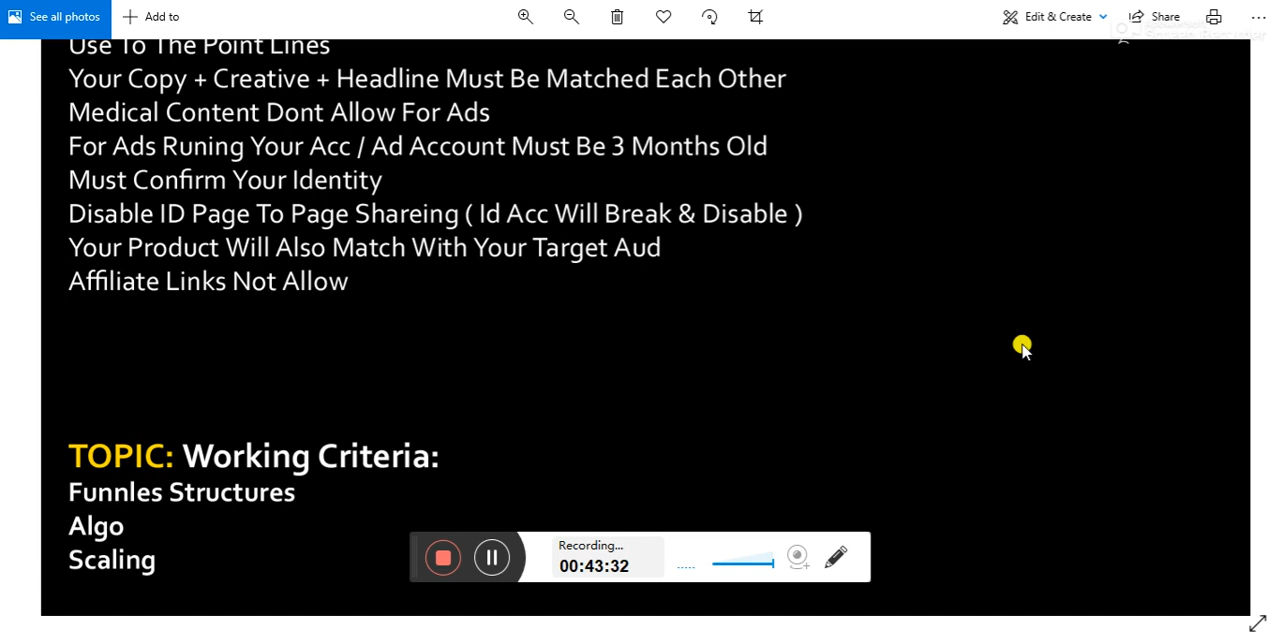 See all photos
Add to
Edit & Create
Share
Use To The Point Lines
Your Copy + Creative + Headline Must Be Matched Each Other
Medical Content Dont Allow For Ads
For Ads Runing Your Acc / Ad Account Must Be 3 Months Old
Must Confirm Your Identity
Disable ID Page To Page Shareing ( Id Acc Will Break & Disable )
Your Product Will Also Match With Your Target Aud
Affiliate Links Not Allow
TOPIC: Working Criteria:
Funnles Structures
Algo
Scaling
Recording...
00:43:32